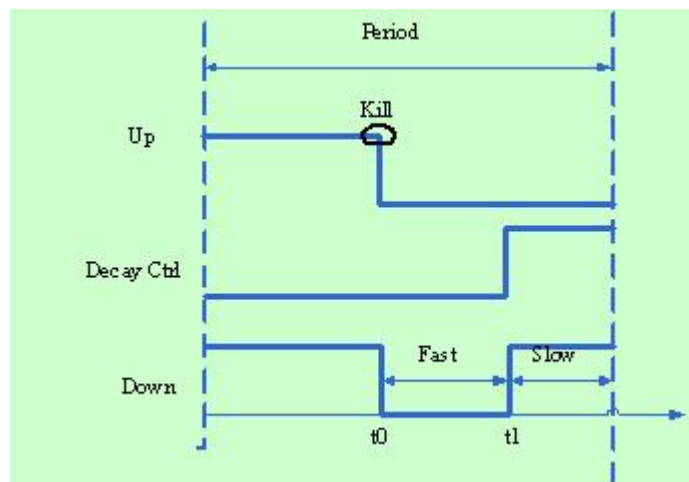 Period
Kill
Up
Decay Ctrl
Fast
Slow
Down
t0
t1